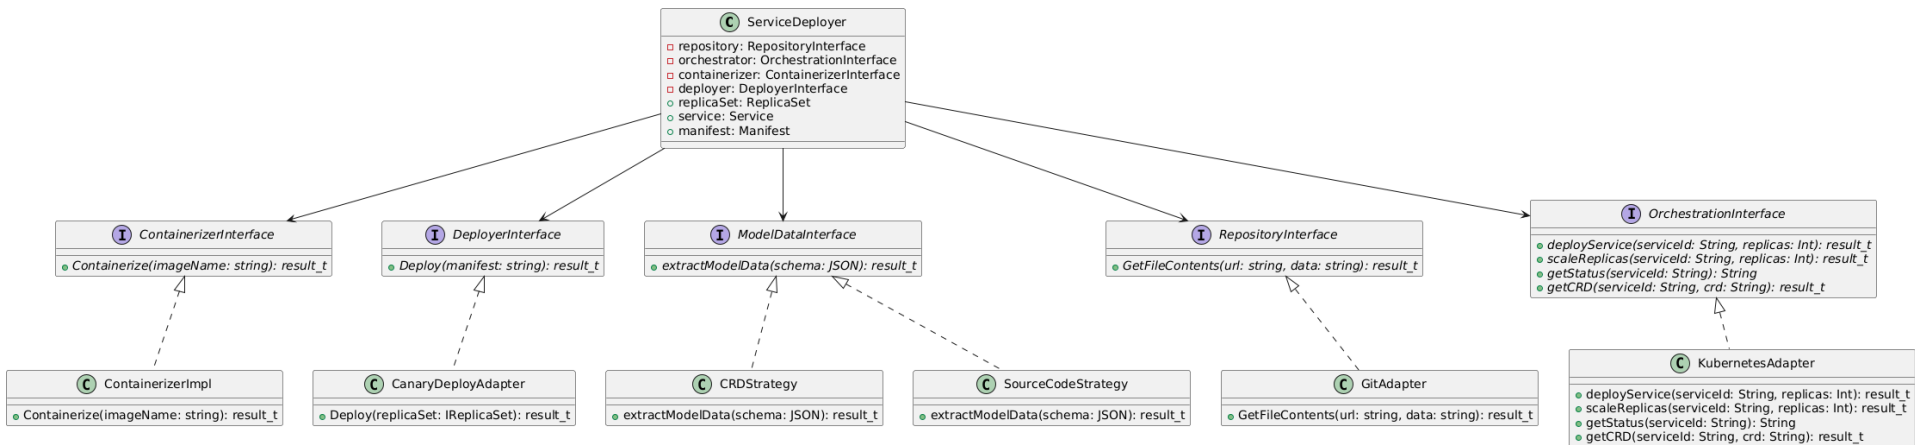 C ServiceDeployer
repository: RepositoryInterface
orchestrator: OrchestrationInterface
containerizer: ContainerizerInterface
deployer: DeployerInterface
replicaSet: ReplicaSet
service: Service
manifest: Manifest
I ContainerizerInterface
Containerize(imageName: string): result_t
I DeployerInterface
Deploy(manifest: string): result_t
I ModelDataInterface
extractModelData(schema: JSON): result_t
I RepositoryInterface
GetFileContents(url: string, data: string): result_t
I OrchestrationInterface
deployService(serviceId: String, replicas: Int): result_t
scaleReplicas(serviceId: String, replicas: Int): result_t
getStatus(serviceId: String): String
getCRD(serviceId: String, crd: String): result_t
C ContainerizerImpl
Containerize(imageName: string): result_t
C CanaryDeployAdapter
Deploy(replicaSet: IReplicaSet): result_t
C CRDStrategy
extractModelData(schema: JSON): result_t
C SourceCodeStrategy
extractModelData(schema: JSON): result_t
C GitAdapter
GetFileContents(url: string, data: string): result_t
C KubernetesAdapter
deployService(serviceId: String, replicas: Int): result_t
scaleReplicas(serviceId: String, replicas: Int): result_t
getStatus(serviceId: String): String
getCRD(serviceId: String, crd: String): result_t